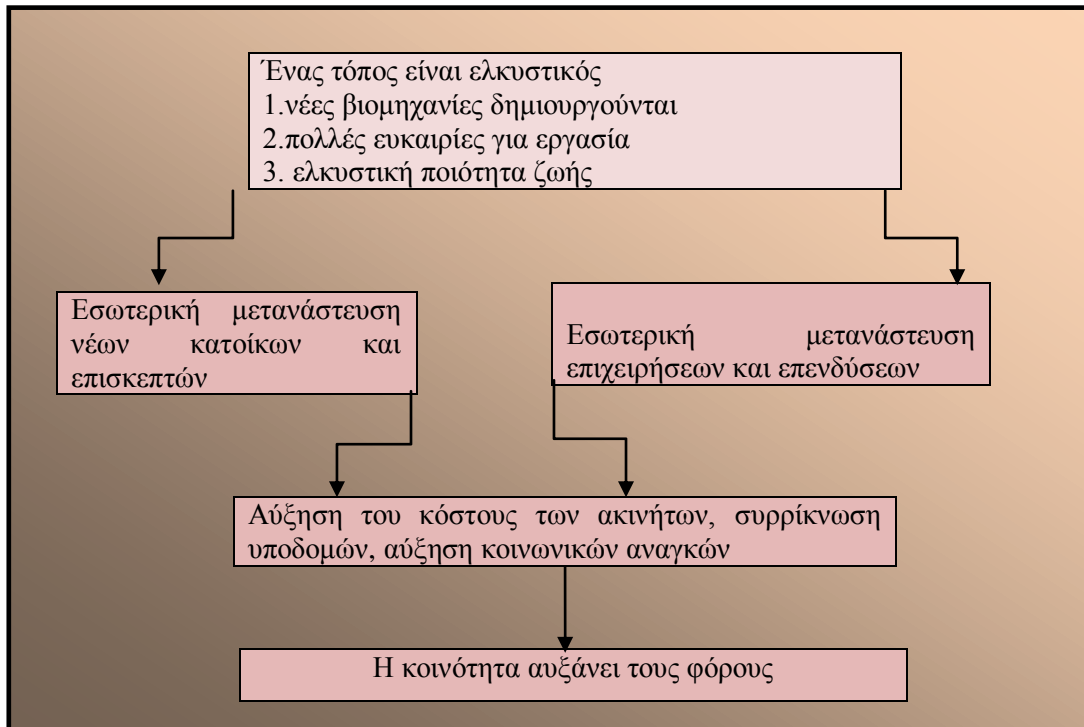 Ένας τόπος είναι ελκυστικός
1.νέες βιομηχανίες δημιουργούνται
2.πολλές ευκαιρίες για εργασία
3. ελκυστική ποιότητα ζωής
Εσωτερική μετανάστευση
νέων κατοίκων και
επισκεπτών
Εσωτερική μετανάστευση
επιχειρήσεων και επενδύσεων
Αύξηση του κόστους των ακινήτων, συρρίκνωση
υποδομών, αύξηση κοινωνικών αναγκών
Η κοινότητα αυξάνει τους φόρους